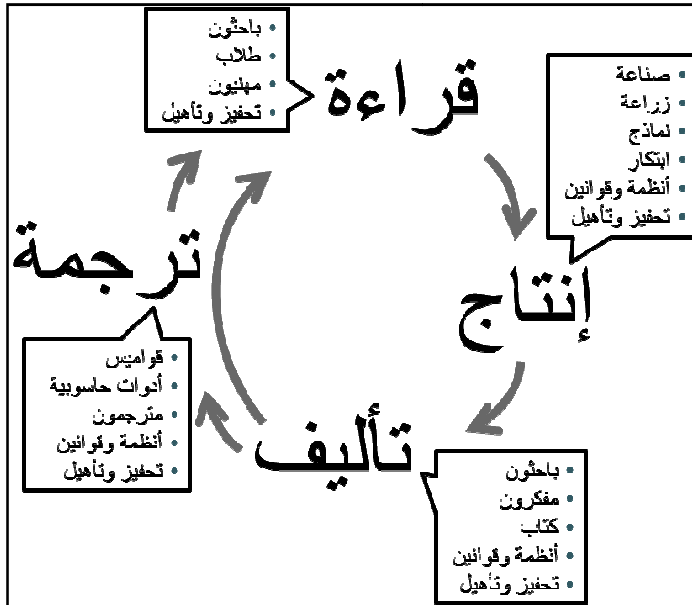 قراءة
• باحثون
• طلاب
• مهنيون
• تحفيز وتأهيل
إنتاج
• صناعة
• زراعة
• نماذج
• ابتكار
• أنظمة وقوانين
• تحفيز وتأهيل
تأليف
• باحثون
• مفكرون
• كتاب
• أنظمة وقوانين
• تحفيز وتأهيل
ترجمة
• قواميس
• أدوات حاسوبية
• مترجمون
• أنظمة وقوانين
• تحفيز وتأهيل